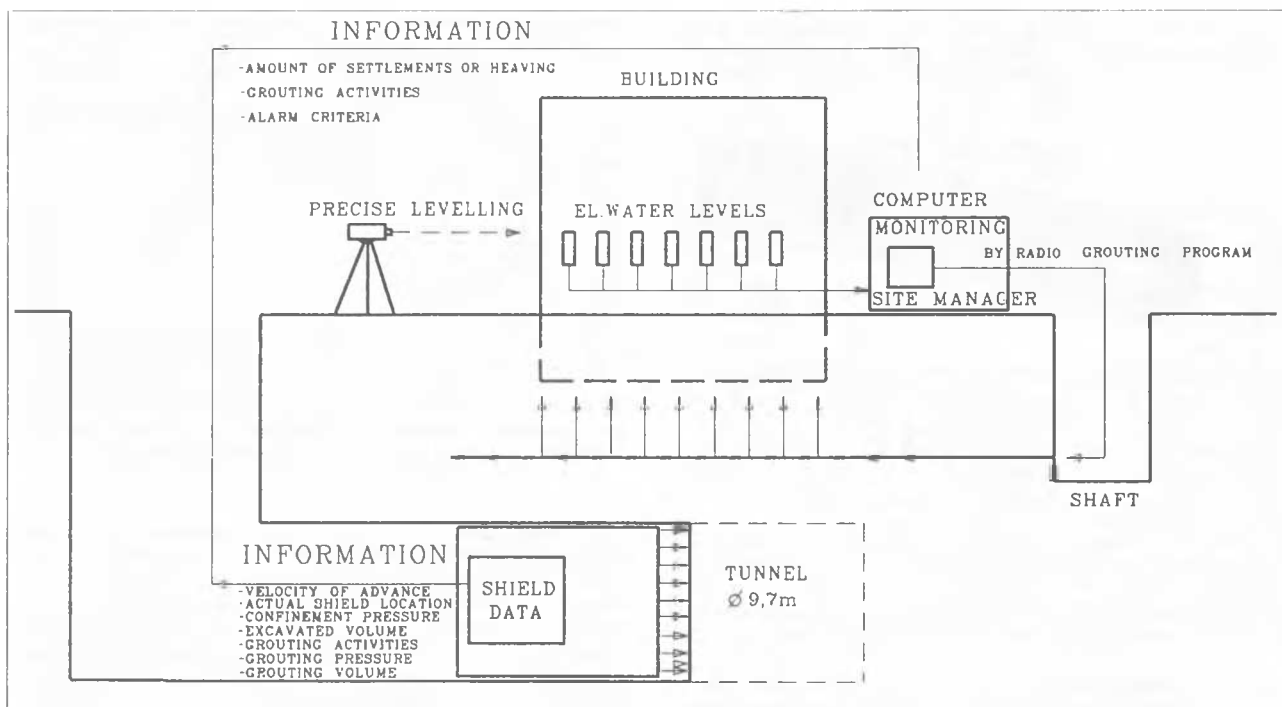 INFORMATION
-AMOUNT OF SETTLEMENTS OR HEAVING
-GROUTING ACTIVITIES
-ALARM CRITERIA
BUILDING
PRECISE LEVELLING
EL.WATER LEVELS
COMPUTER
MONITORING
BY RADIO GROUTING PROGRAM
SITE MANAGER
SHAFT
INFORMATION
-VELOCITY OF ADVANCE
-ACTUAL SHIELD LOCATION
-CONFINEMENT PRESSURE
-EXCAVATED VOLUME
-GROUTING ACTIVITIES
-GROUTING PRESSURE
-GROUTING VOLUME
SHIELD
DATA
TUNNEL
Ø 9,7m